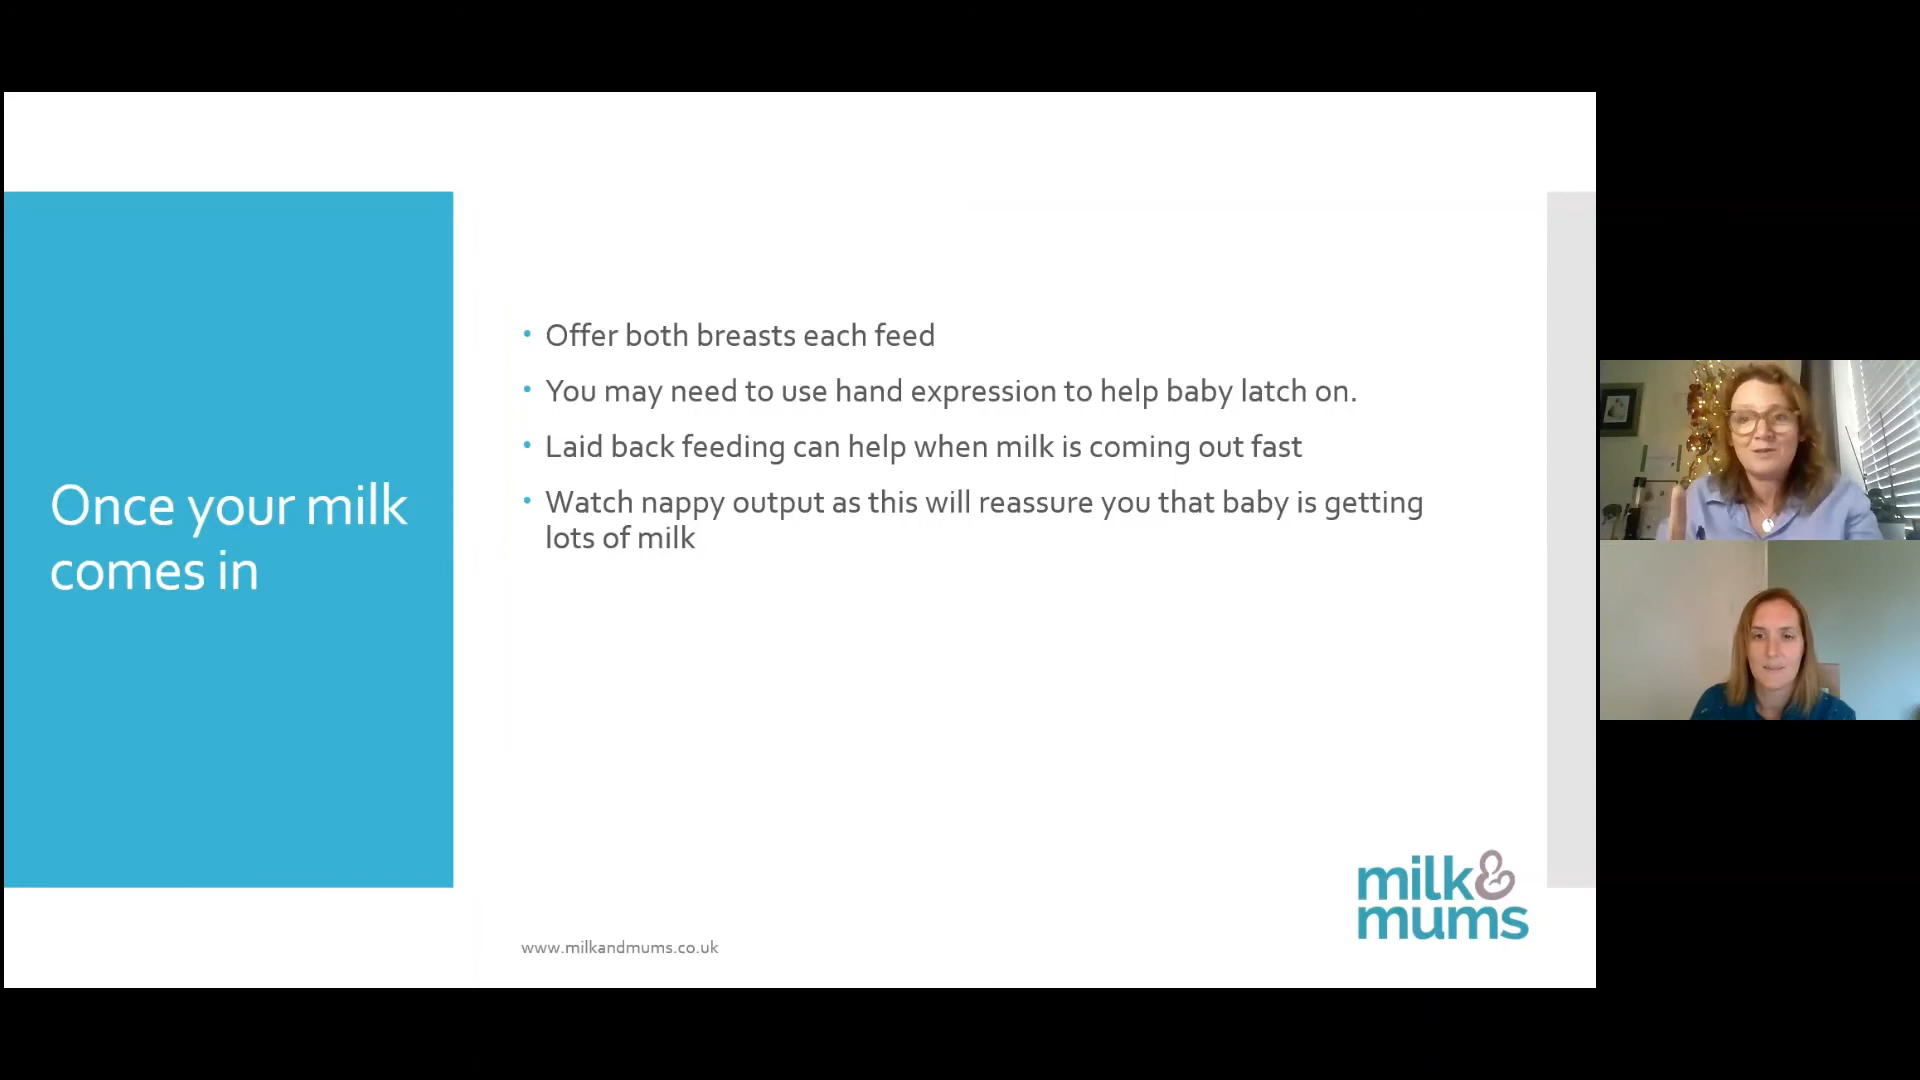 Once your milk
comes in
• Offer both breasts each feed
• You may need to use hand expression to help baby latch on.
• Laid back feeding can help when milk is coming out fast
• Watch nappy output as this will reassure you that baby is getting
lots of milk
www.milkandmums.co.uk
milk&
mums